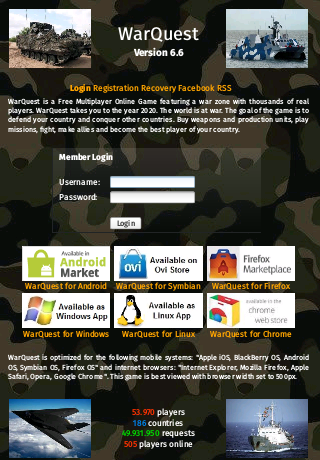 WarQuest
Version 6.6
Login Registration Recovery Facebook RSS
WarQuest is a Free Multiplayer Online Game featuring a war zone with thousands of real
players. WarQuest takes you to the year 2020. The world is at war. The goal of the game is to
defend your country and conquer other countries. Buy weapons and production units, play
missions, fight, make allies and become the best player of your country.
Member Login
Username:
Password:
Login
Available in
Android
Market
Available on
Ovi Store
ovi
Firefox
Marketplace
WarQuest for Android WarQuest for Symbian WarQuest for Firefox
Available as
Windows App
Available as
Linux App
available in the
chrome
web store
WarQuest for Windows WarQuest for Linux WarQuest for Chrome
WarQuest is optimized for the following mobile systems: "Apple iOS, BlackBerry OS, Android
OS, Symbian OS, Firefox OS" and internet browsers: "Internet Explorer, Mozilla Firefox, Apple
Safari, Opera, Google Chrome". This game is best viewed with browser width set to 500px.
53.970 players
186 countries
49.931.950 requests
505 players online